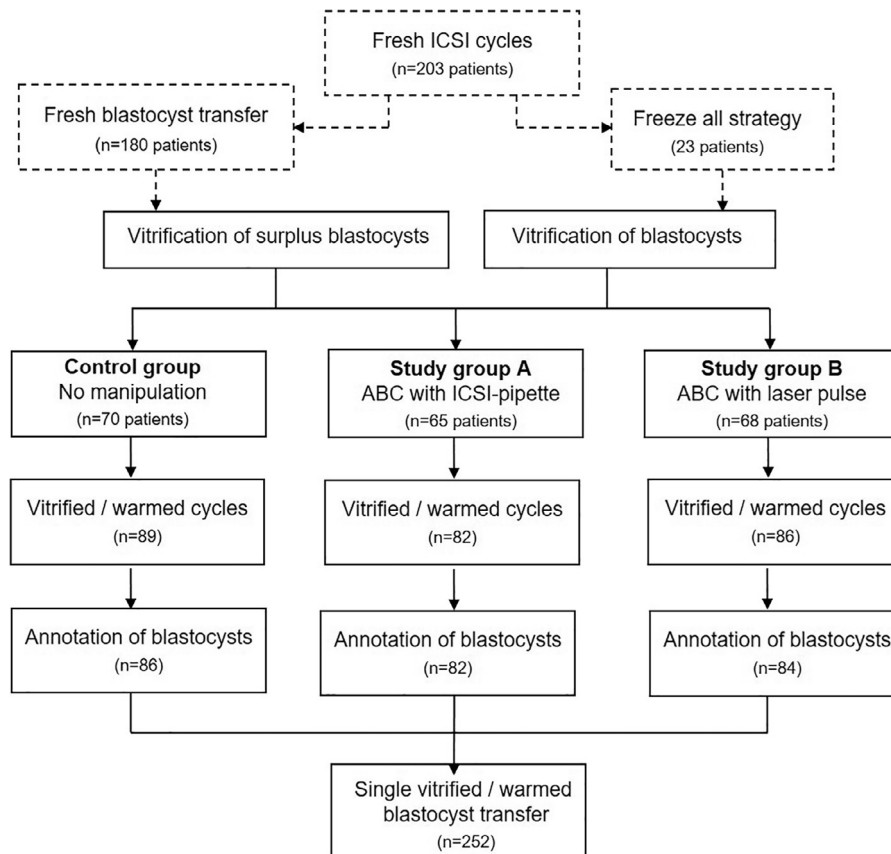 Fresh ICSI cycles
(n=203 patients)
Fresh blastocyst transfer
(n=180 patients)
Freeze all strategy
(23 patients)
Vitrification of surplus blastocysts
Vitrification of blastocysts
Control group
No manipulation
(n=70 patients)
Study group A
ABC with ICSI-pipette
(n=65 patients)
Study group B
ABC with laser pulse
(n=68 patients)
Vitrified / warmed cycles
(n=89)
Vitrified / warmed cycles
(n=82)
Vitrified / warmed cycles
(n=86)
Annotation of blastocysts
(n=86)
Annotation of blastocysts
(n=82)
Annotation of blastocysts
(n=84)
Single vitrified / warmed
blastocyst transfer
(n=252)